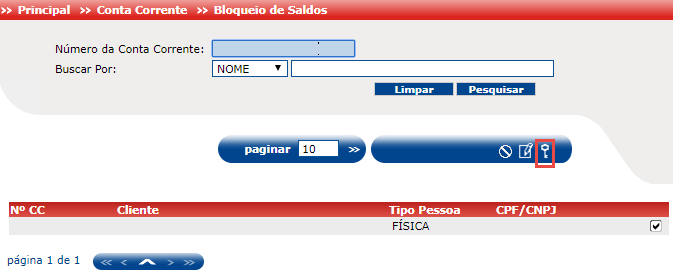 >> Principal >> Conta Corrente >> Bloqueio de Saldos
Número da Conta Corrente:
Buscar Por: NOME
Limpar Pesquisar
paginar 10 >>
Nº CC Cliente Tipo Pessoa CPF/CNPJ
FÍSICA
página 1 de 1 << < > >>